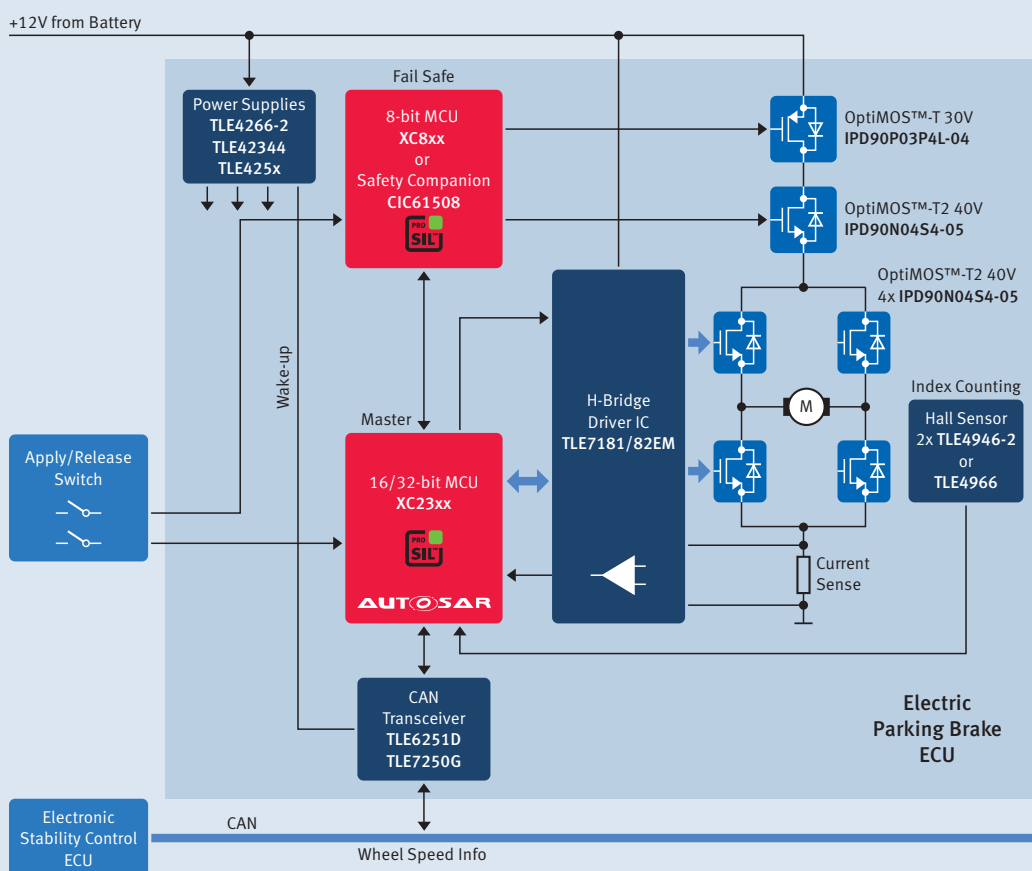 +12V from Battery
Power Supplies
TLE4266-2
TLE42344
TLE425x
Fail Safe
8-bit MCU
XC8xx
or
Safety Companion
CIC61508
PRO
SIL™
OptiMOS™-T 30V
IPD90P03P4L-04
OptiMOS™-T2 40V
IPD90N04S4-05
OptiMOS™-T2 40V
4x IPD90N04S4-05
Wake-up
H-Bridge
Driver IC
TLE7181/82EM
M
Index Counting
Hall Sensor
2x TLE4946-2
or
TLE4966
Apply/Release
Switch
Master
16/32-bit MCU
XC23xx
PRO
SIL™
AUTOSAR
Current
Sense
CAN
Transceiver
TLE6251D
TLE7250G
Electric
Parking Brake
ECU
Electronic
Stability Control
ECU
CAN
Wheel Speed Info